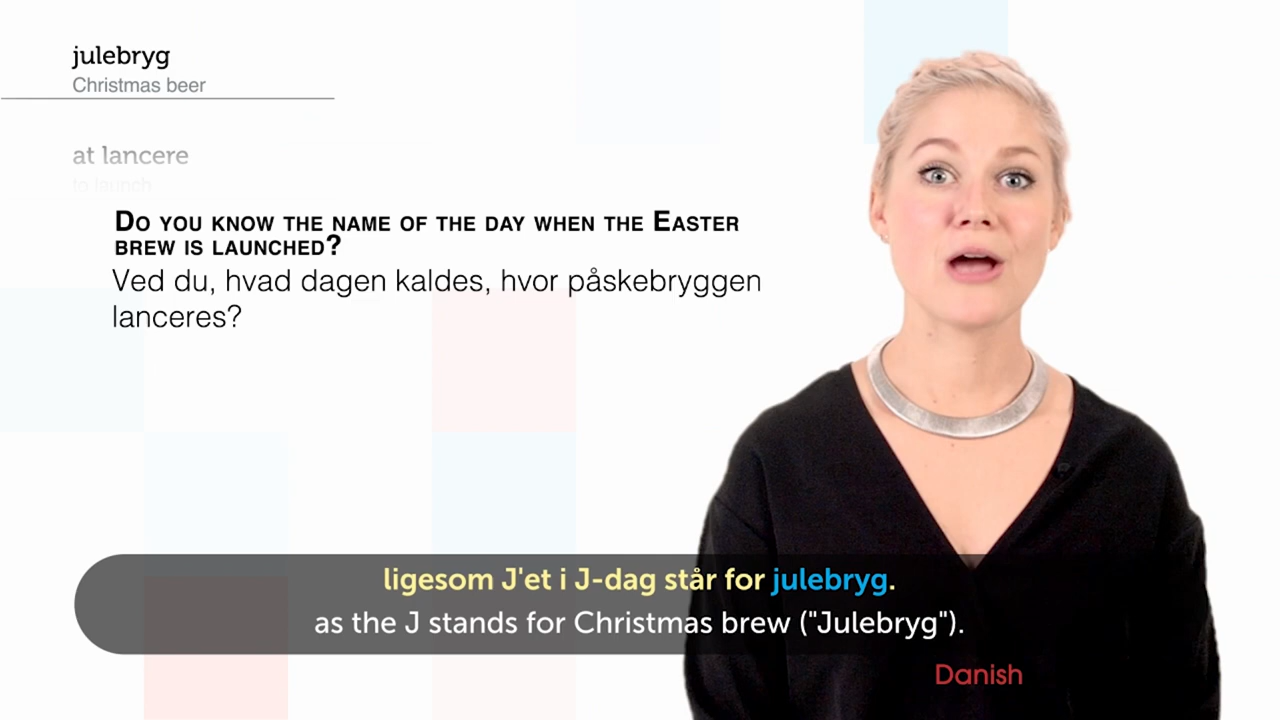 julebryg
Christmas beer
at lancere
to launch
Do you know the name of the day when the Easter
brew is launched?
Ved du, hvad dagen kaldes, hvor påskebryggen
lanceres?
ligesom J'et i J-dag står for julebryg.
as the J stands for Christmas brew ("Julebryg").
Danish